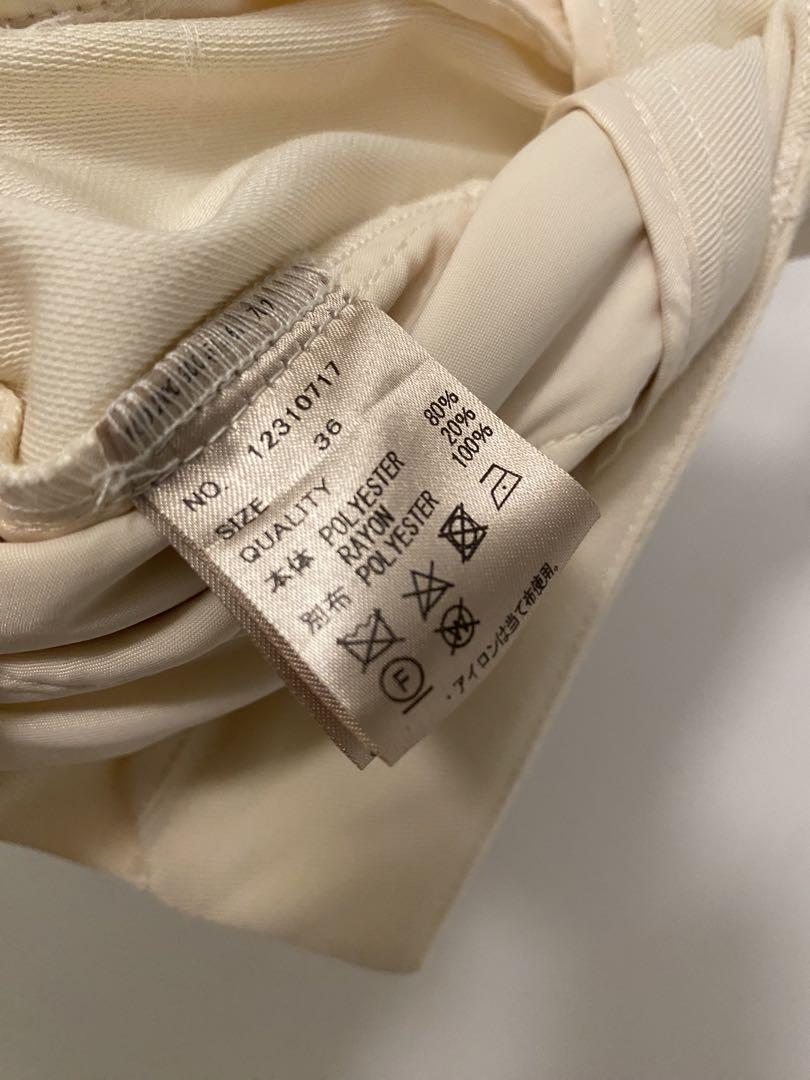 NO. 12310717
SIZE 36
QUALITY
本体 POLYESTER 80%
RAYON 20%
別布 POLYESTER 100%
W
F
・アイロンは当て布使用。